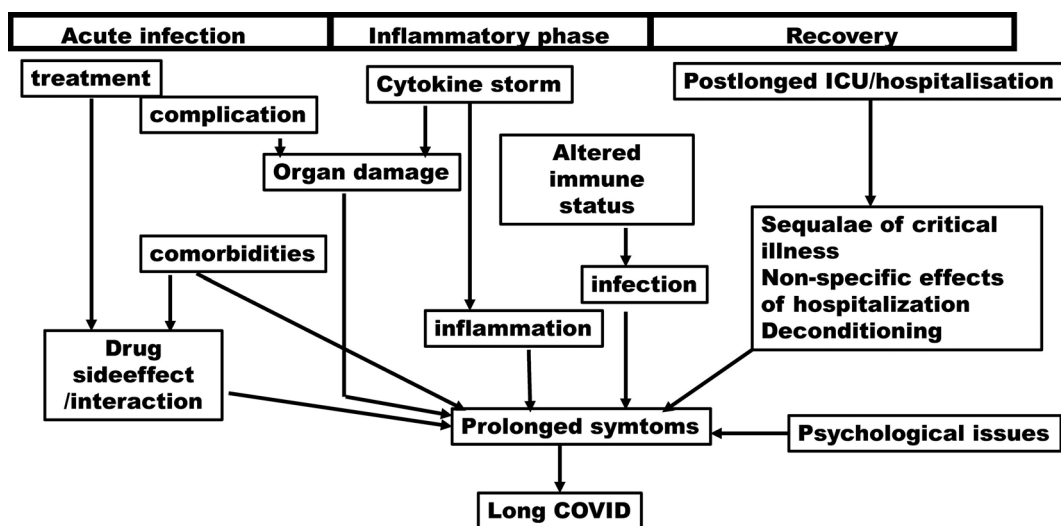 Acute infection
Inflammatory phase
Recovery
treatment
Cytokine storm
Postlonged ICU/hospitalisation
complication
Organ damage
Altered
immune
status
Sequalae of critical
illness
Non-specific effects
of hospitalization
Deconditioning
comorbidities
infection
inflammation
Drug
sideeffect
/interaction
Prolonged symtoms
Psychological issues
Long COVID